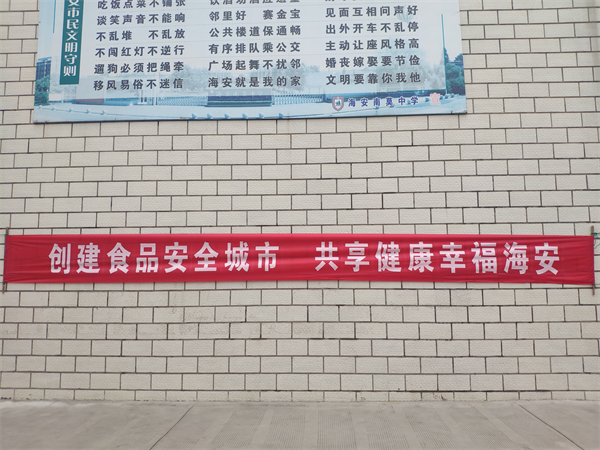 市民文明守则
吃饭点菜不铺张
谈笑声音不能响
不乱堆 不乱放
不闯红灯不逆行
遛狗必须把绳牵
移风易俗不迷信
邻里好 赛金宝
公共楼道保通畅
有序排队乘公交
广场起舞不扰邻
海安就是我的家
见面互相问声好
出外开车不乱停
主动让座风格高
婚丧嫁娶要节俭
文明要靠你我他
海安南莫中学
创建食品安全城市 共享健康幸福海安